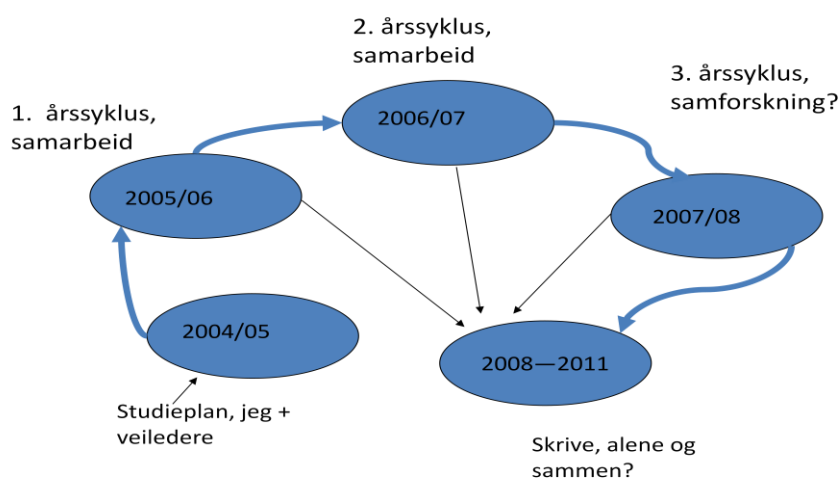 2. årssyklus,
samarbeid
3. årssyklus,
samforskning?
1.  årssyklus,
samarbeid
2006/07
2005/06
2007/08
2004/05
2008—2011
Studieplan, jeg +
veiledere
Skrive, alene og
sammen?